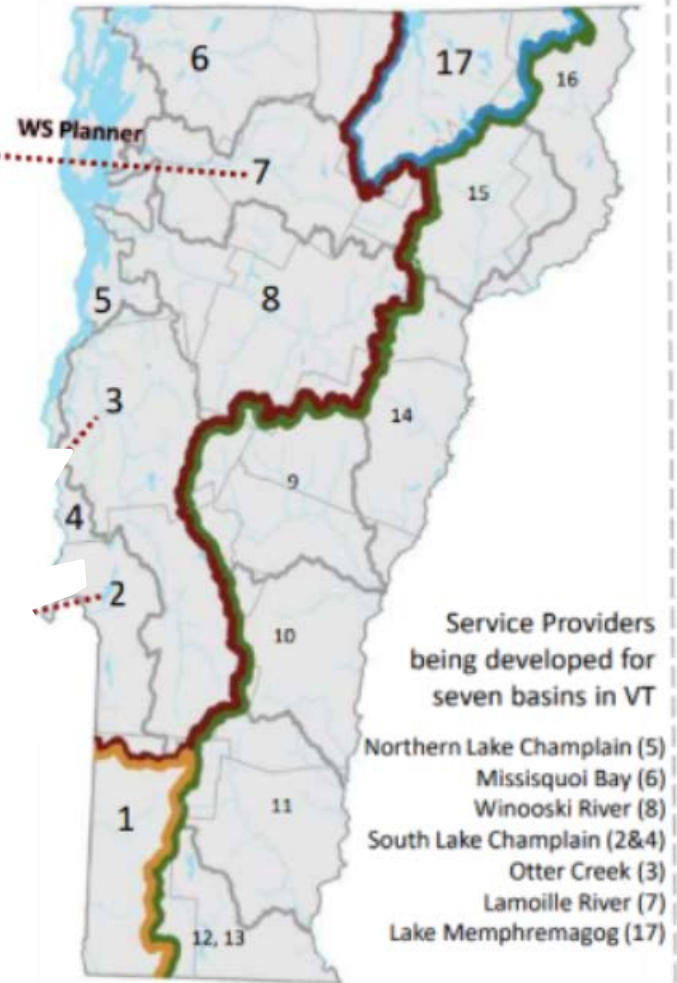 6
17
16
WS Planner
7
15
5
8
3
14
9
4
2
10
Service Providers
being developed for
seven basins in VT
Northern Lake Champlain (5)
Missisquoi Bay (6)
Winooski River (8)
South Lake Champlain (2&4)
Otter Creek (3)
Lamoille River (7)
Lake Memphremagog (17)
1
11
12, 13